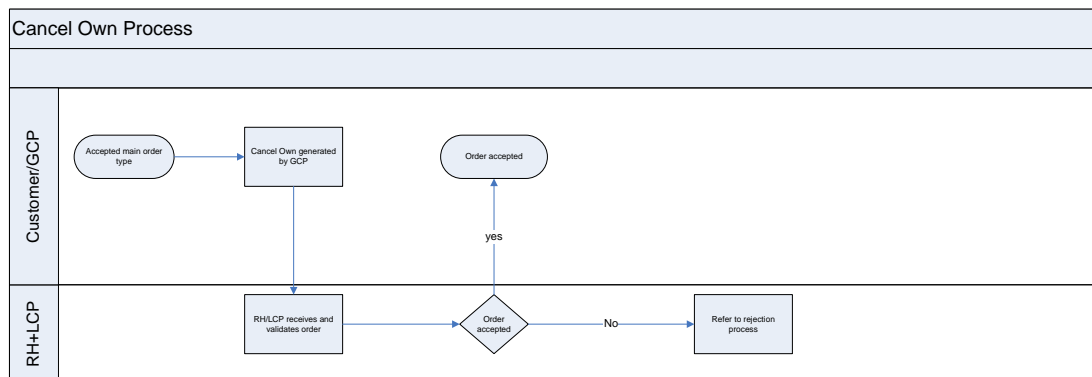 Cancel Own Process
Customer/GCP
Accepted main order
type
Cancel Own generated
by GCP
Order accepted
yes
RH+LCP
RH/LCP receives and
validates order
Order
accepted
No
Refer to rejection
process